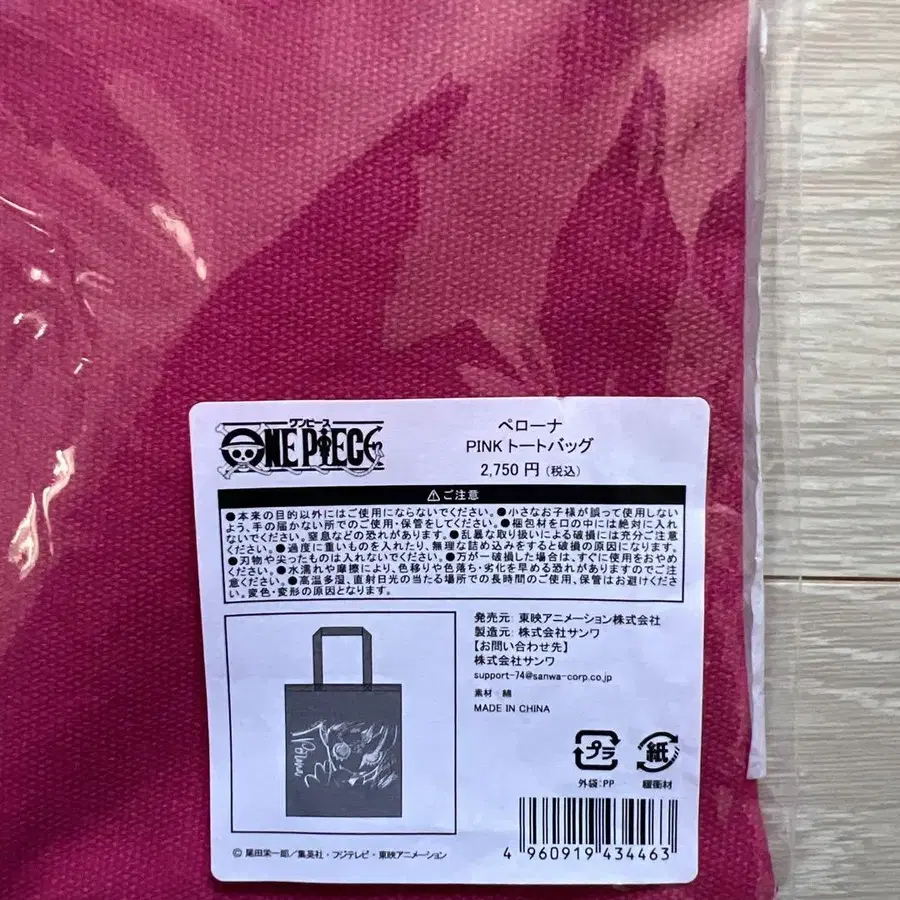 ワンピース
ONE PIECE
ペローナ
PINK トートバッグ
2,750 円 (税込)
⚠ご注意
●本来の目的以外にはご使用にならないでください。●小さなお子様が誤って使用しない
よう、手の届かない所でのご使用・保管をしてください。●梱包材を口の中には絶対に入れ
ないでください。窒息などの恐れがあります。●乱暴な取り扱いによる破損には充分ご注意
ください。●過度に重いものを入れたり、無理な詰め込みをすると破損の原因になります。
●刃物や尖ったものは入れないでください。●万が一破損した場合は、すぐに使用をおやめ
ください。●水濡れや摩擦により、色移りや色落ち・劣化を早める恐れがありますのでご注
意ください。●高温多湿、直射日光の当たる場所での長時間のご使用、保管はお避けくださ
い。変色・変形の原因となります。
発売元: 東映アニメーション株式会社
製造元: 株式会社サンワ
【お問い合わせ先】
株式会社サンワ
support-74@sanwa-corp.co.jp
素材: 綿
MADE IN CHINA
プラ
紙
外袋:PP
緩衝材
© 尾田栄一郎/集英社・フジテレビ・東映アニメーション
4 960919 434463